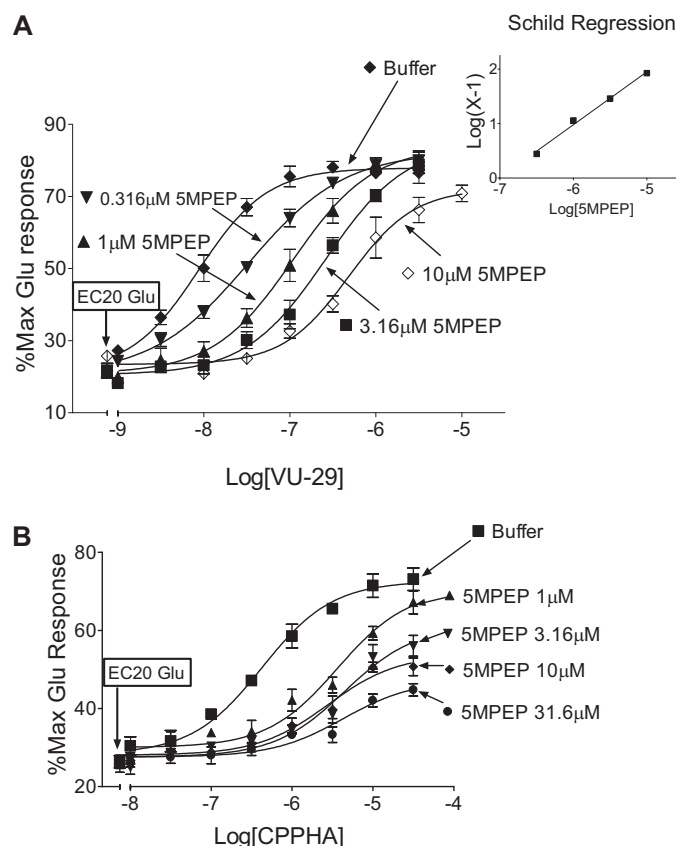 A
Schild Regression
Buffer
Log(X-1)
2
1
0
-7
-6
-5
Log[5MPEP]
%Max Glu response
90
70
50
30
10
0.316µM 5MPEP
1µM 5MPEP
EC20 Glu
10µM 5MPEP
3.16µM 5MPEP
-9
-8
-7
-6
-5
Log[VU-29]
B
Buffer
%Max Glu Response
80
60
40
20
5MPEP 1µM
5MPEP 3.16µM
5MPEP 10µM
5MPEP 31.6µM
EC20 Glu
-8
-7
-6
-5
-4
Log[CPPHA]